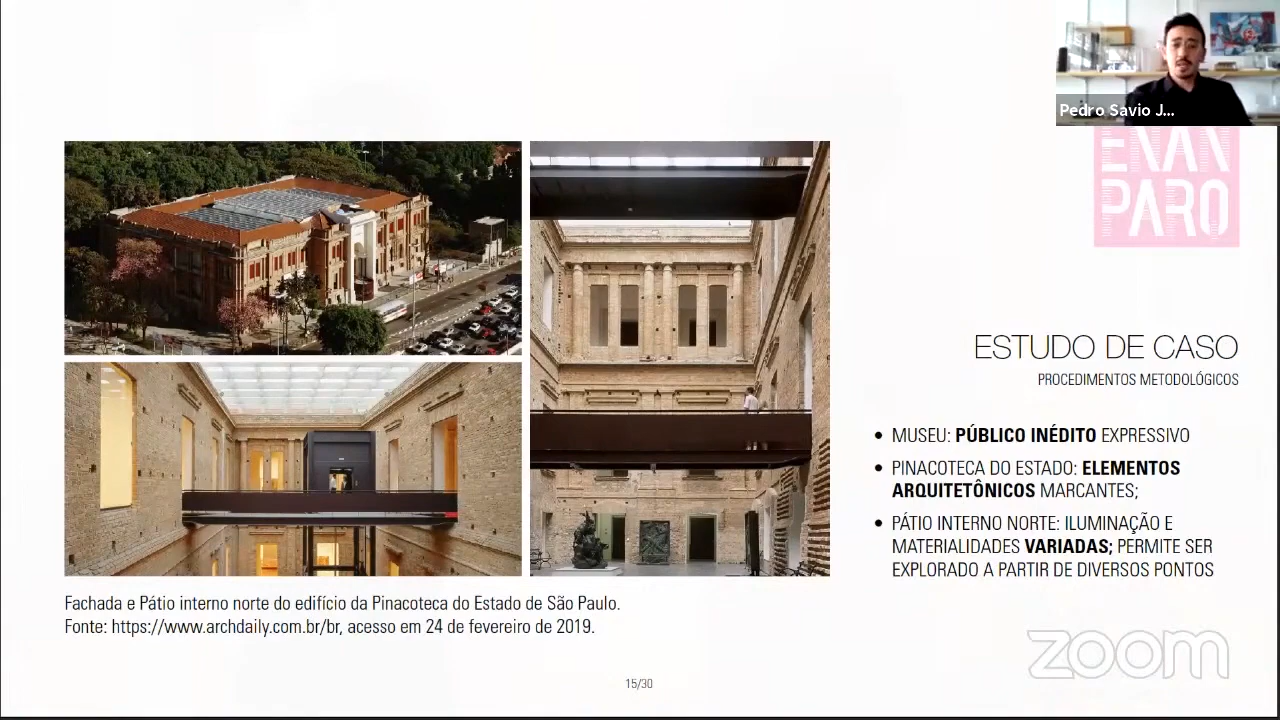 Pedro Savio J...
ENAN
PARQ
ESTUDO DE CASO
PROCEDIMENTOS METODOLÓGICOS
• MUSEU: PÚBLICO INÉDITO EXPRESSIVO
• PINACOTECA DO ESTADO: ELEMENTOS
ARQUITETÔNICOS MARCANTES;
• PÁTIO INTERNO NORTE: ILUMINAÇÃO E
MATERIALIDADES VARIADAS; PERMITE SER
EXPLORADO A PARTIR DE DIVERSOS PONTOS
Fachada e Pátio interno norte do edifício da Pinacoteca do Estado de São Paulo.
Fonte: https://www.archdaily.com.br/br, acesso em 24 de fevereiro de 2019.
zoom
15/30